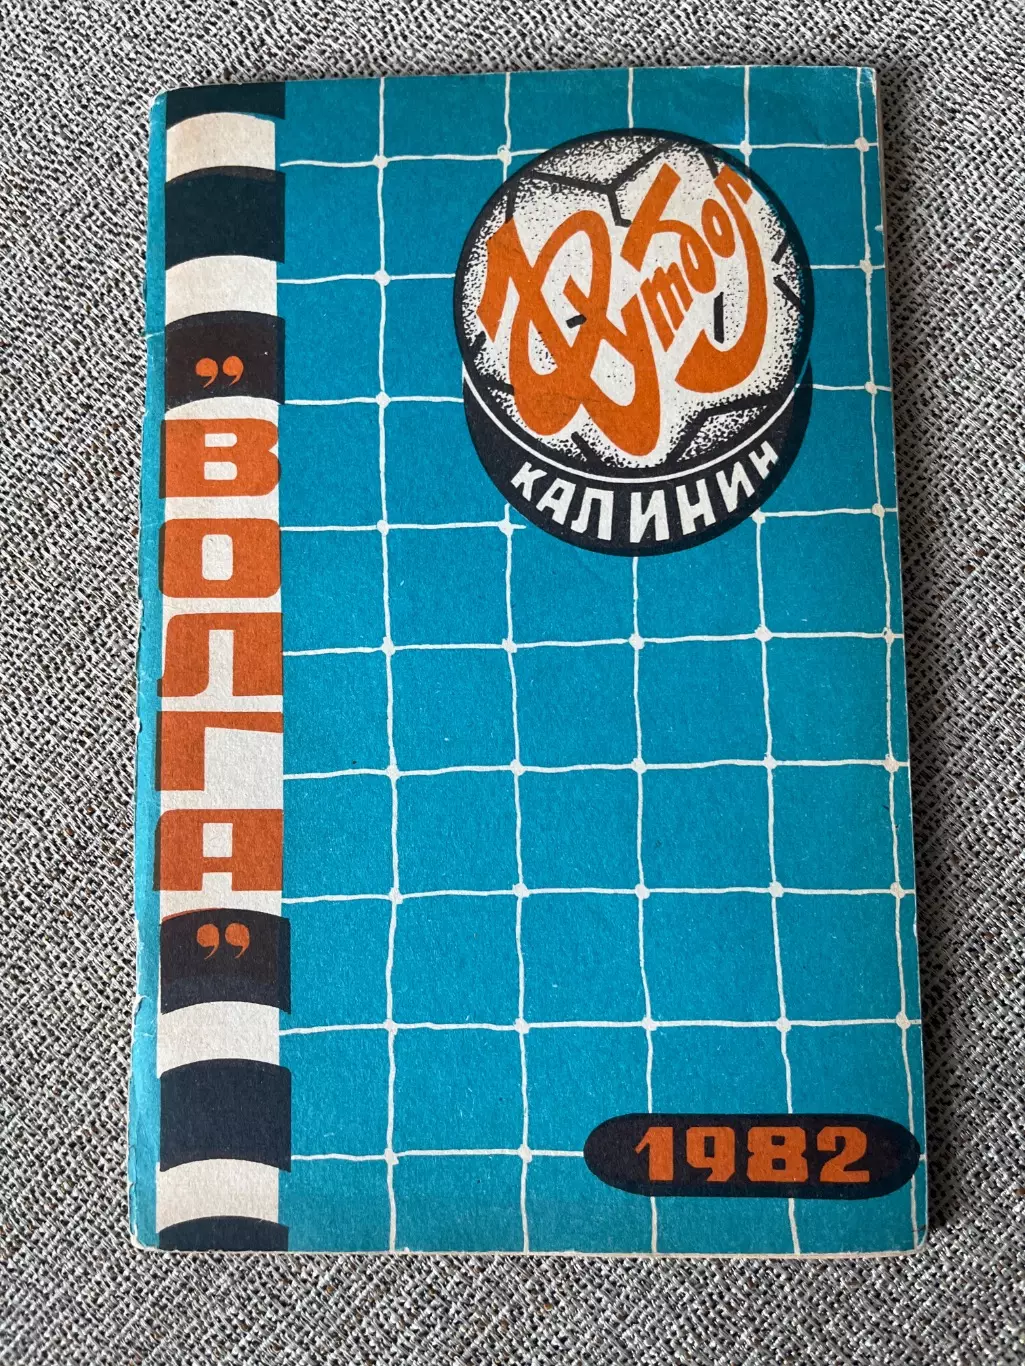 Футбол
КАЛИНИН
„ВОЛГА”
1982